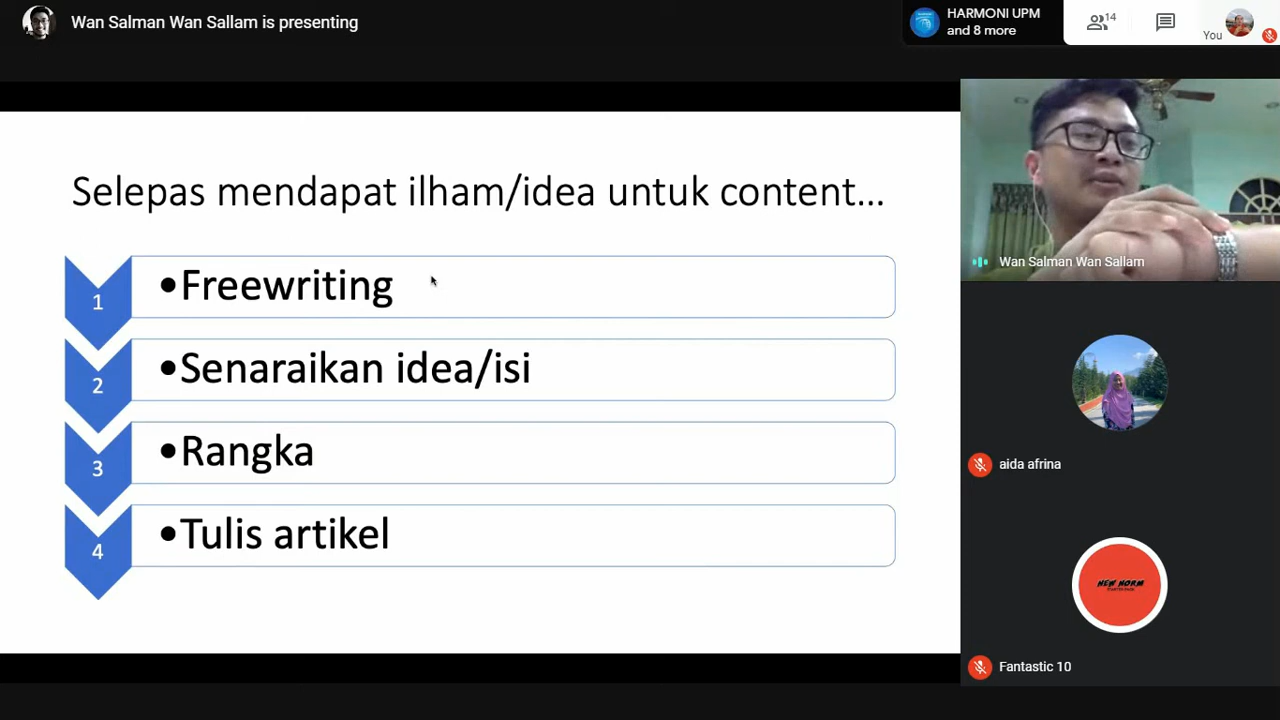 Wan Salman Wan Sallam is presenting
HARMONI UPM
and 8 more
14
You
Selepas mendapat ilham/idea untuk content...
1
•Freewriting
2
•Senaraikan idea/isi
3
•Rangka
4
•Tulis artikel
Wan Salman Wan Sallam
aida afrina
NEW NORM
Fantastic 10